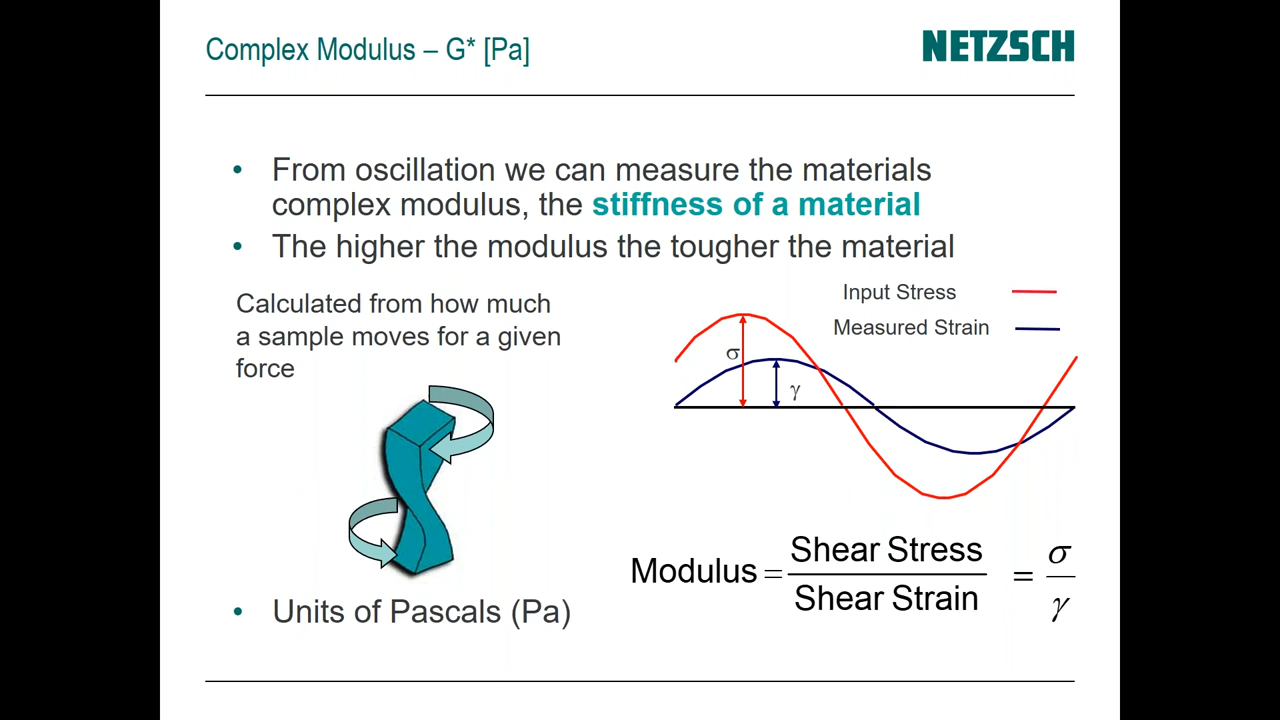 Complex Modulus – G* [Pa]
NETZSCH
• From oscillation we can measure the materials
complex modulus, the stiffness of a material
• The higher the modulus the tougher the material
Calculated from how much
a sample moves for a given
force
Input Stress
Measured Strain
σ
γ
Modulus = Shear Stress / Shear Strain = σ / γ
• Units of Pascals (Pa)